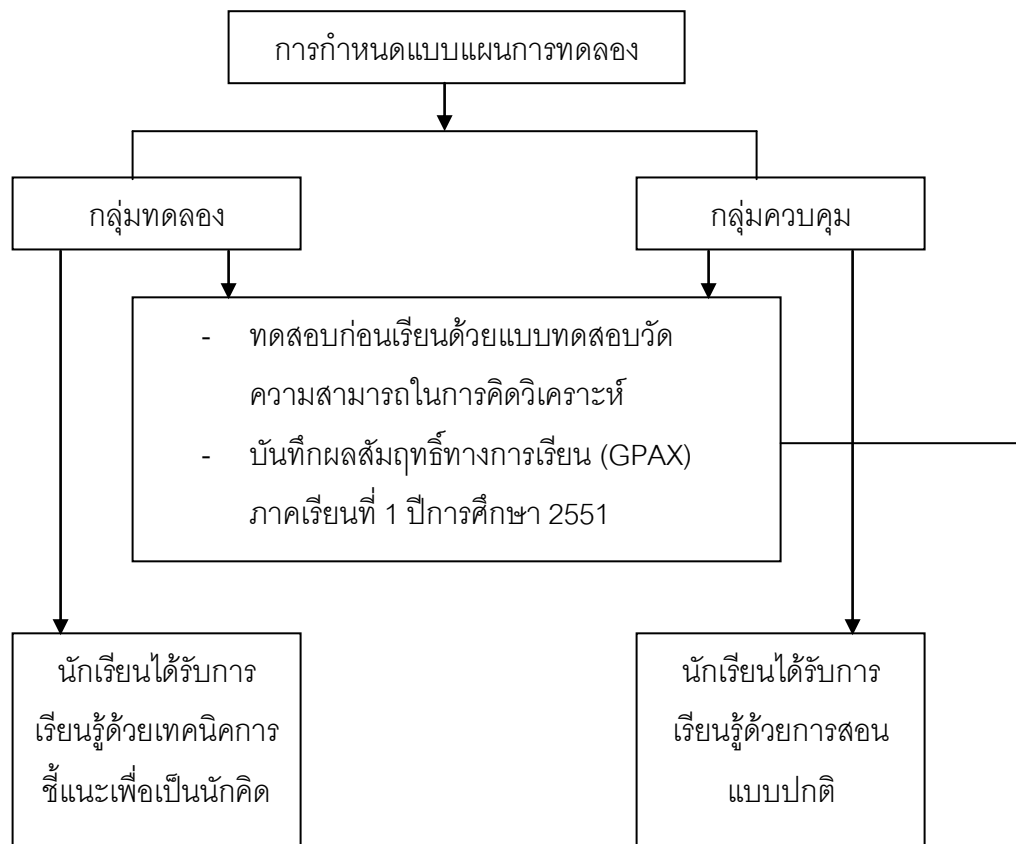 การกำหนดแบบแผนการทดลอง
กลุ่มทดลอง
กลุ่มควบคุม
- ทดสอบก่อนเรียนด้วยแบบทดสอบวัด
ความสามารถในการคิดวิเคราะห์
- บันทึกผลสัมฤทธิ์ทางการเรียน (GPAX)
ภาคเรียนที่ 1 ปีการศึกษา 2551
นักเรียนได้รับการ
เรียนรู้ด้วยเทคนิคการ
ชี้แนะเพื่อเป็นนักคิด
นักเรียนได้รับการ
เรียนรู้ด้วยการสอน
แบบปกติ